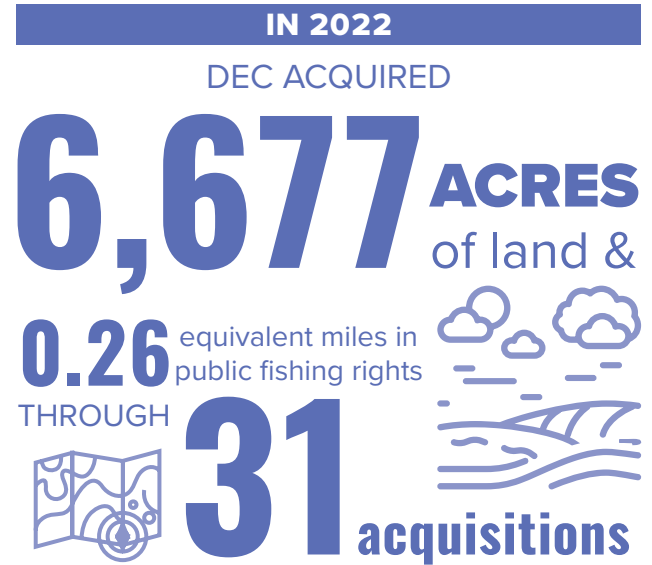 IN 2022
DEC ACQUIRED
6,677 ACRES
of land &
0.26 equivalent miles in
public fishing rights
THROUGH
31 acquisitions